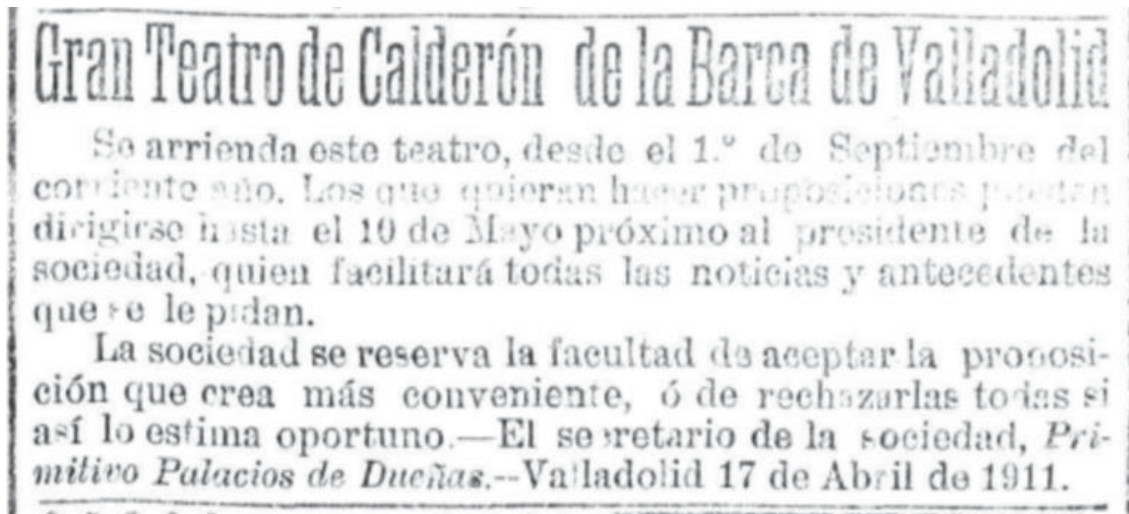 Gran Teatro de Calderón de la Barca de Valladolid
Se arrienda este teatro, desde el 1.º de Septiembre del
corriente año. Los que quieran hacer proposiciones pueden
dirigirse hasta el 10 de Mayo próximo al presidente de la
sociedad, quien facilitará todas las noticias y antecedentes
que se le pidan.
La sociedad se reserva la facultad de aceptar la proposi-
ción que crea más conveniente, ó de rechazarlas todas si
así lo estima oportuno.—El secretario de la sociedad, Pri-
mitivo Palacios de Dueñas.--Valladolid 17 de Abril de 1911.